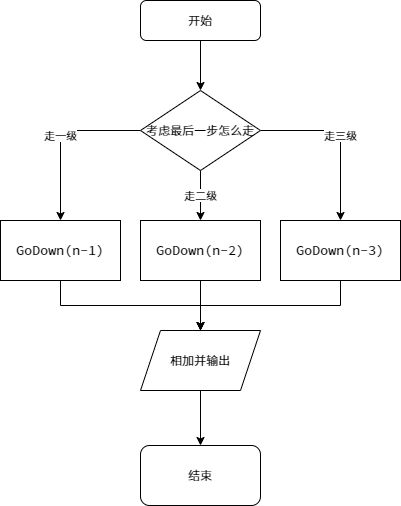 开始
考虑最后一步怎么走
走一级
走三级
走二级
GoDown(n-1)
GoDown(n-2)
GoDown(n-3)
相加并输出
结束